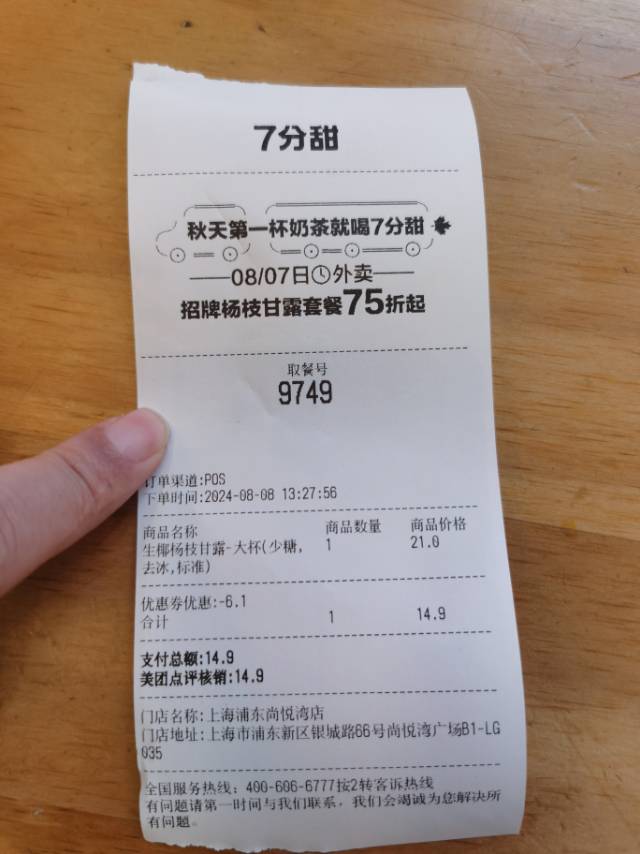 7分甜
秋天第一杯奶茶就喝7分甜
08/07日外卖
招牌杨枝甘露套餐75折起
取餐号
9749
订单渠道:POS
下单时间:2024-08-08 13:27:56
商品名称 商品数量 商品价格
生椰杨枝甘露-大杯(少糖, 1 21.0
去冰,标准)
优惠券优惠:-6.1
合计 1 14.9
支付总额:14.9
美团点评核销:14.9
门店名称:上海浦东尚悦湾店
门店地址:上海市浦东新区银城路66号尚悦湾广场B1-LG
035
全国服务热线: 400-606-6777按2转客诉热线
有问题请第一时间与我们联系，我们会竭诚为您解决所
有问题。